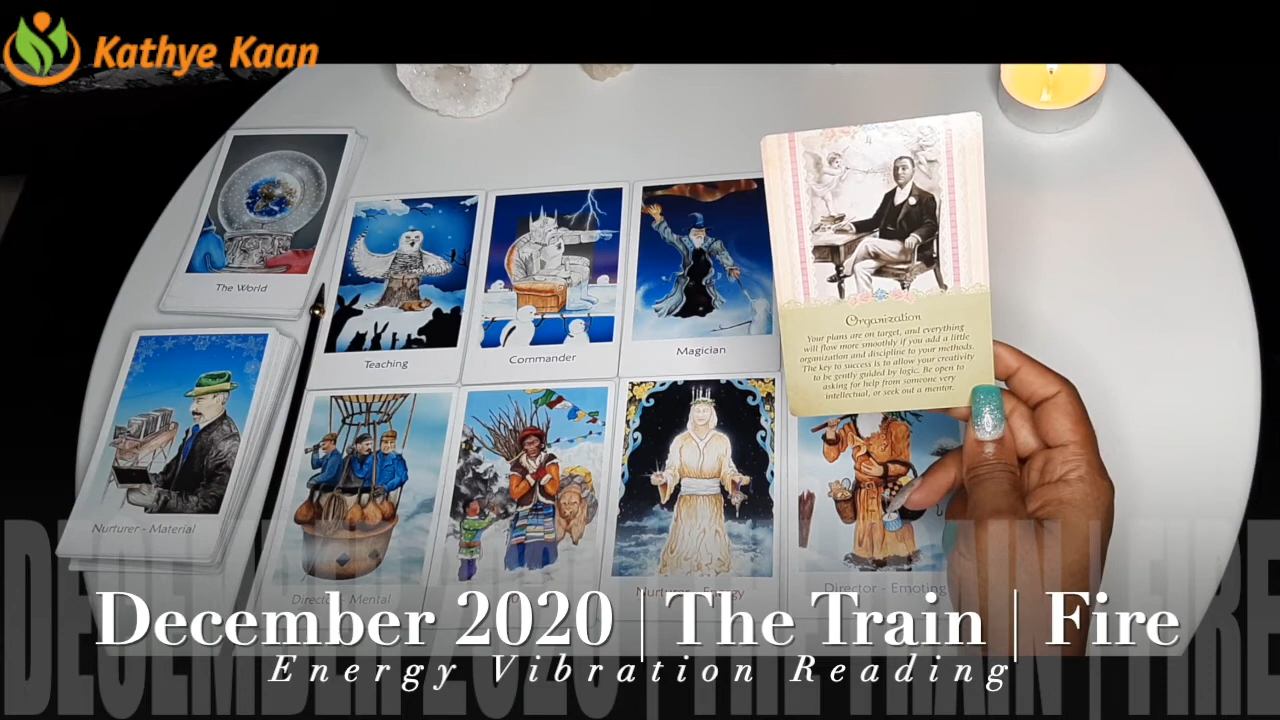 Kathye Kaan
The World
Teaching
Commander
Magician
Organization
Your plans are on target, and everything
will flow more smoothly if you add a little
organization and discipline to your methods.
The key to success is to allow your creativity
to be gently guided by logic. Be open to
asking for help from someone very
intellectual, or seek out a mentor.
Nurturer - Material
Director - Mental
Nurturer - Energy
Director - Emoting
December 2020 | The Train | Fire
Energy Vibration Reading